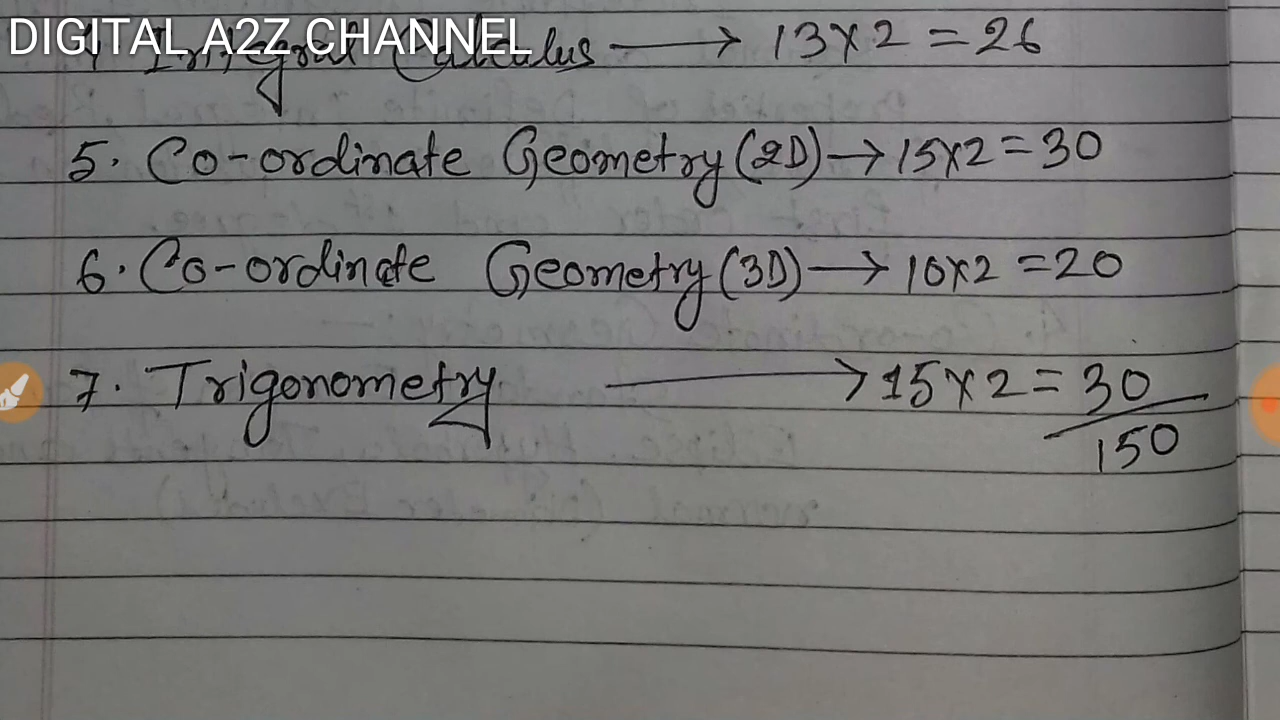 DIGITAL A2Z CHANNEL
Calculus → 13×2 = 26
5. Co-ordinate Geometry (2D) → 15×2 = 30
6. Co-ordinate Geometry (3D) → 10×2 = 20
7. Trigonometry → 15×2 = 30
150